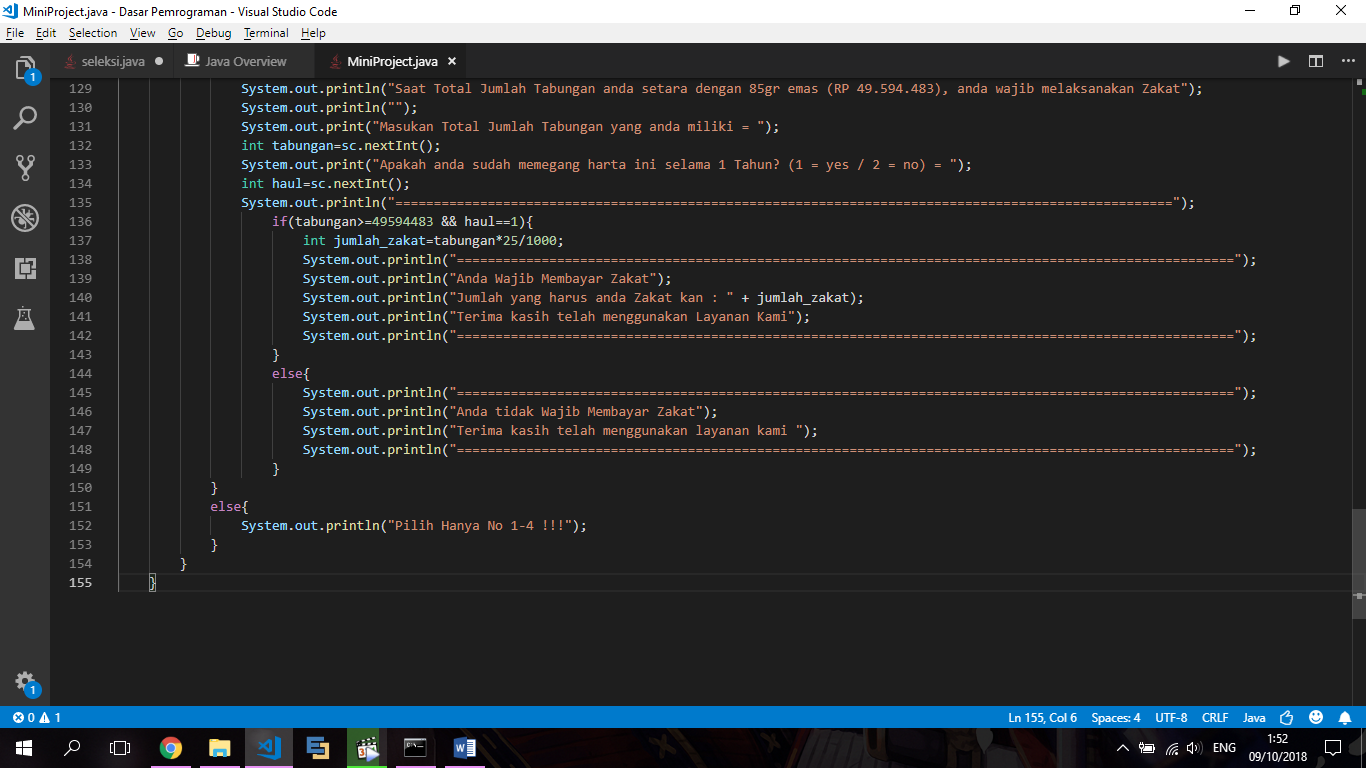 MiniProject.java - Dasar Pemrograman - Visual Studio Code
File Edit Selection View Go Debug Terminal Help
seleksi.java Java Overview MiniProject.java
129 System.out.println("Saat Total Jumlah Tabungan anda setara dengan 85gr emas (RP 49.594.483), anda wajib melaksanakan Zakat");
130 System.out.println("");
131 System.out.print("Masukan Total Jumlah Tabungan yang anda miliki = ");
132 int tabungan=sc.nextInt();
133 System.out.print("Apakah anda sudah memegang harta ini selama 1 Tahun? (1 = yes / 2 = no) = ");
134 int haul=sc.nextInt();
135 System.out.println("=====================================================================================================");
136 if(tabungan>=49594483 && haul==1){
137 int jumlah_zakat=tabungan*25/1000;
138 System.out.println("=====================================================================================================");
139 System.out.println("Anda Wajib Membayar Zakat");
140 System.out.println("Jumlah yang harus anda Zakat kan : " + jumlah_zakat);
141 System.out.println("Terima kasih telah menggunakan Layanan Kami");
142 System.out.println("=====================================================================================================");
143 }
144 else{
145 System.out.println("=====================================================================================================");
146 System.out.println("Anda tidak Wajib Membayar Zakat");
147 System.out.println("Terima kasih telah menggunakan layanan kami ");
148 System.out.println("=====================================================================================================");
149 }
150 }
151 else{
152 System.out.println("Pilih Hanya No 1-4 !!!");
153 }
154 }
155 }
1
1
0 1 Ln 155, Col 6 Spaces: 4 UTF-8 CRLF Java
ENG 1:52
09/10/2018